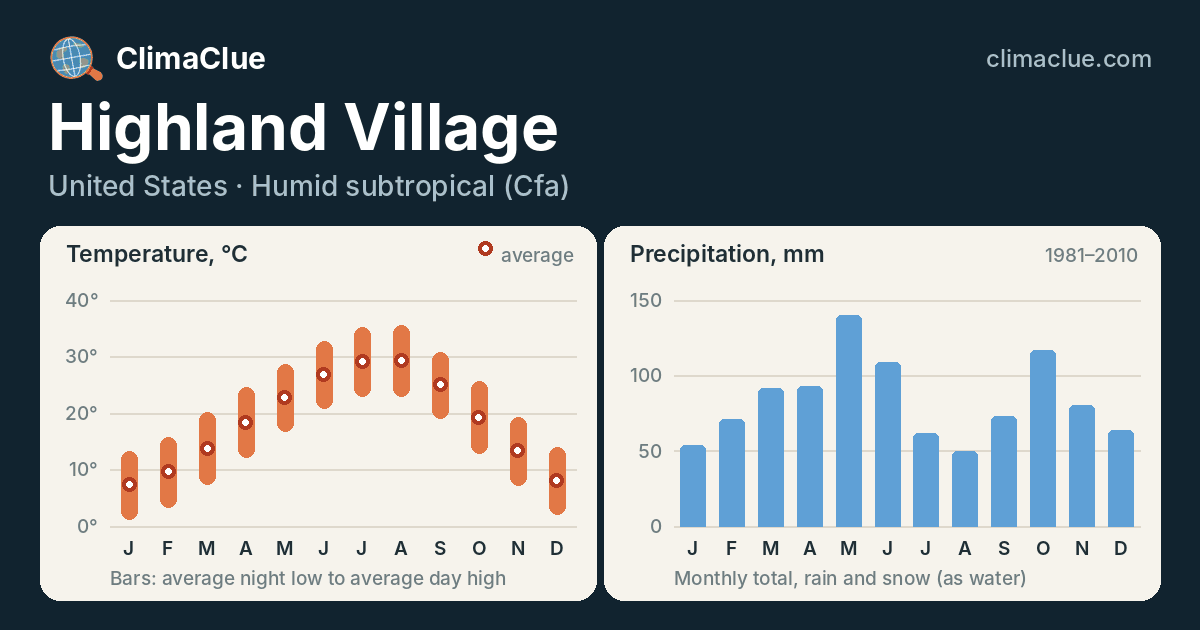 ClimaClue
climaclue.com
Highland Village
United States · Humid subtropical (Cfa)
Temperature, °C
average
40°
30°
20°
10°
0°
J F M A M J J A S O N D
Bars: average night low to average day high
Precipitation, mm
1981–2010
150
100
50
0
J F M A M J J A S O N D
Monthly total, rain and snow (as water)